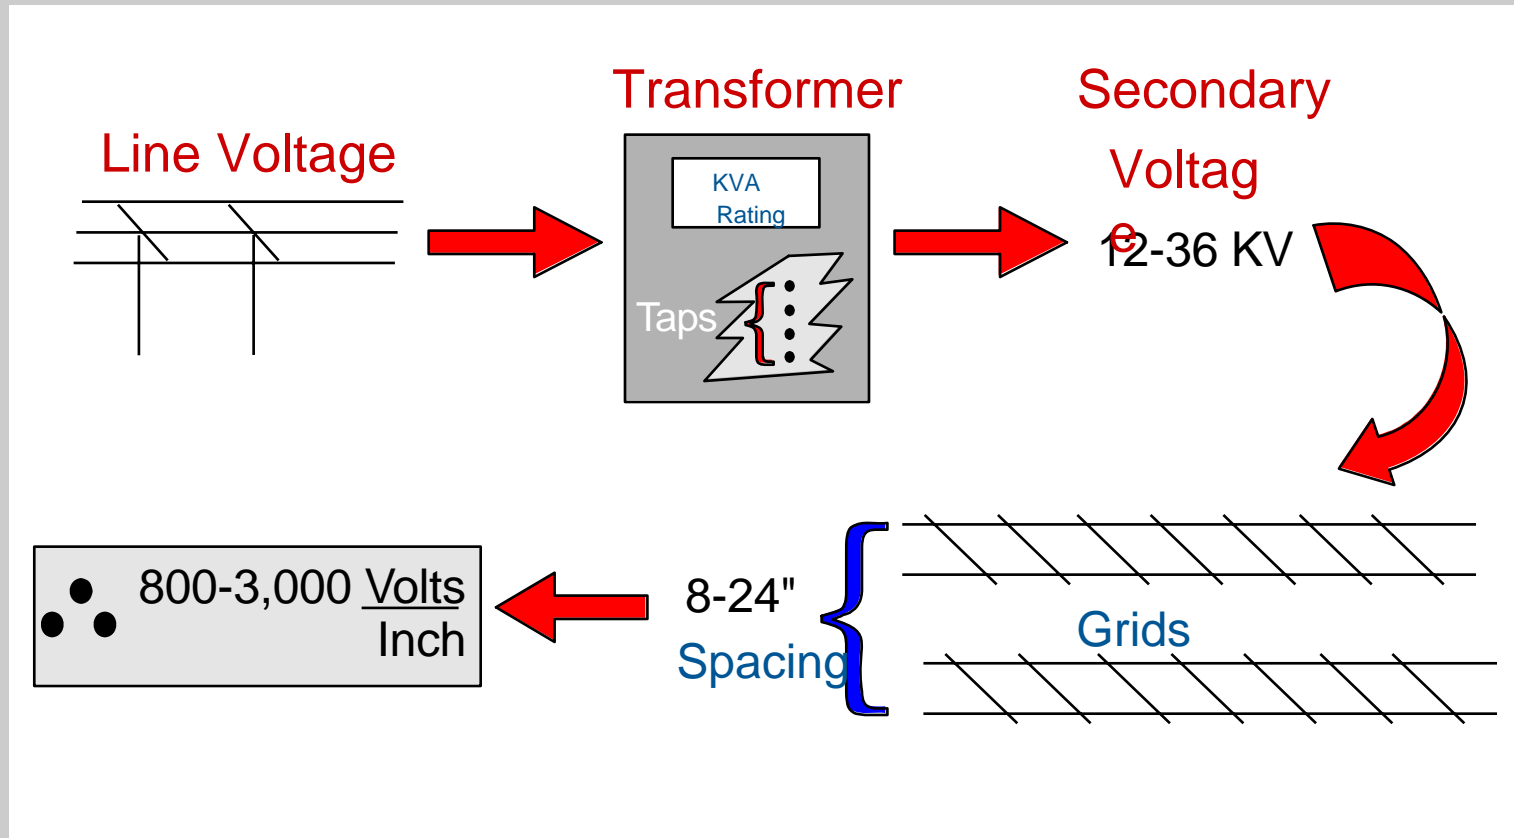 Line Voltage
Transformer
KVA
Rating
Taps
Secondary
Voltag
e
12-36 KV
Grids
8-24"
Spacing
800-3,000 Volts
Inch